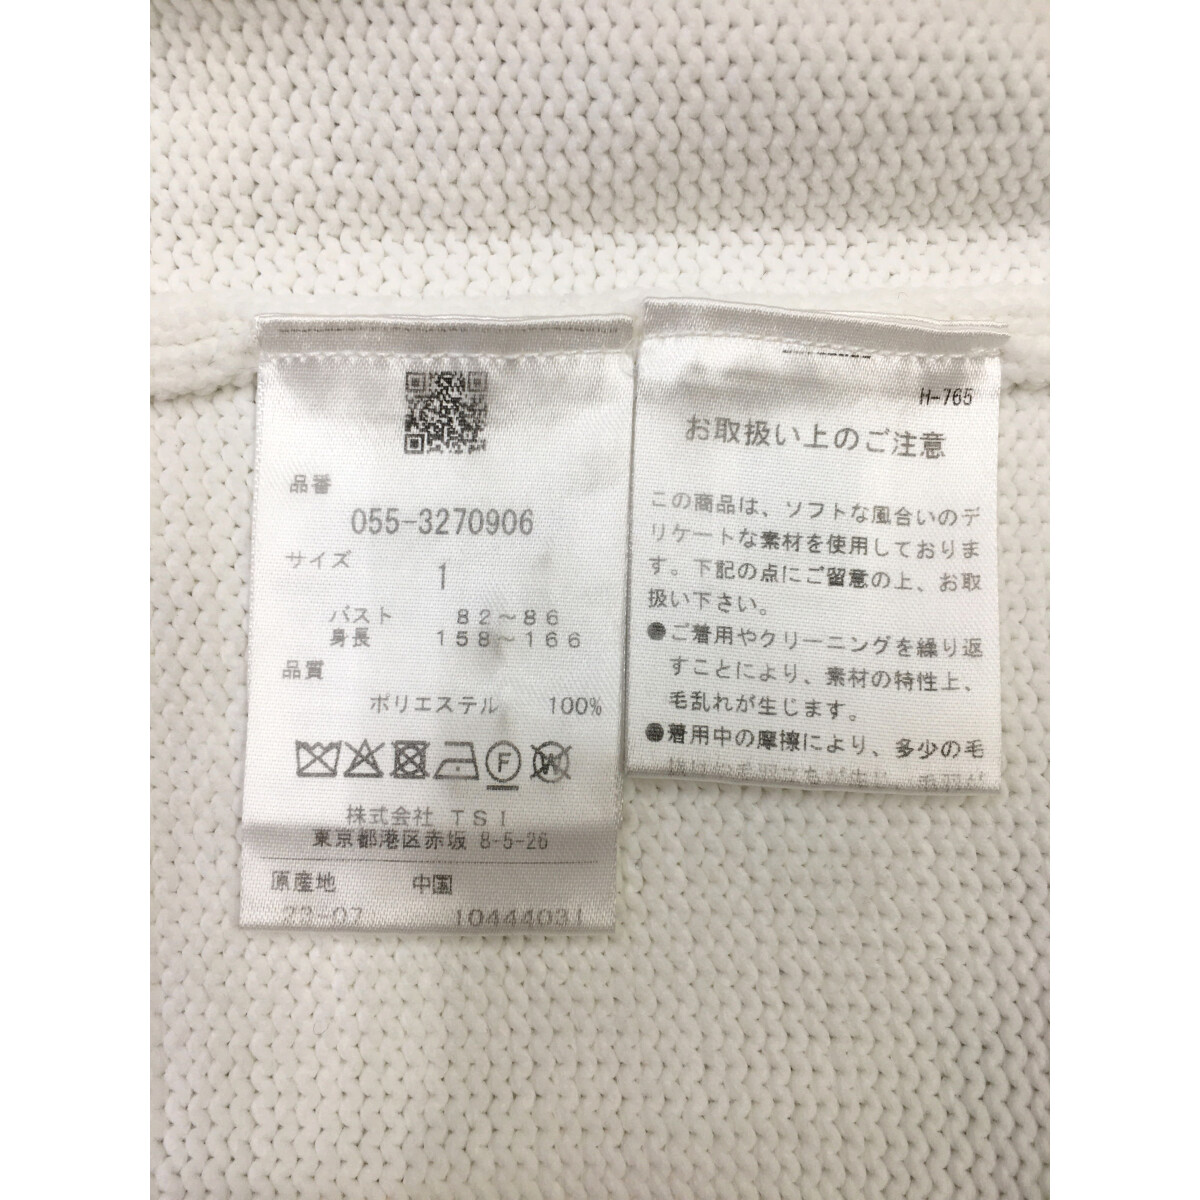 品番
055-3270906
サイズ
1
バスト 82~86
身長 158~166
品質
ポリエステル 100%
F
W
株式会社 TSI
東京都港区赤坂 8-5-26
原産地 中国
10444031
H-765
お取扱い上のご注意
この商品は、ソフトな風合いのデ
リケートな素材を使用しておりま
す。下記の点にご留意の上、お取
扱い下さい。
●ご着用やクリーニングを繰り返
すことにより、素材の特性上、
毛乱れが生じます。
●着用中の摩擦により、多少の毛